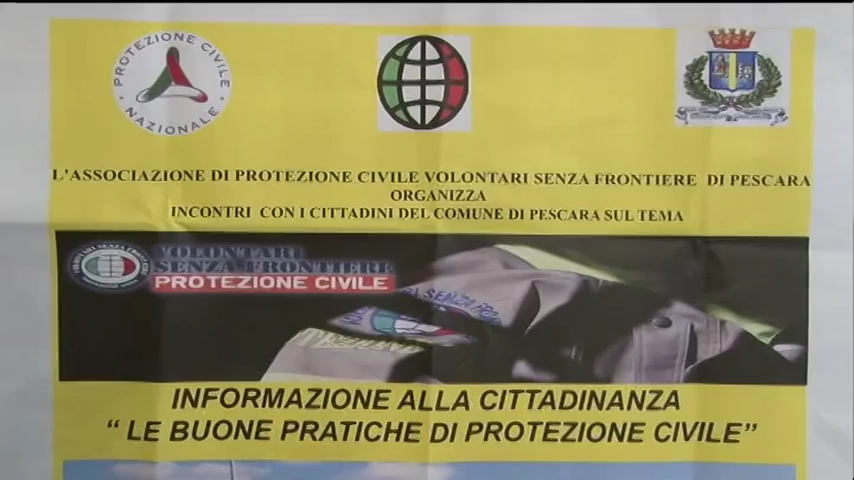 PROTEZIONE CIVILE
NAZIONALE
L'ASSOCIAZIONE DI PROTEZIONE CIVILE VOLONTARI SENZA FRONTIERE DI PESCARA
ORGANIZZA
INCONTRI CON I CITTADINI DEL COMUNE DI PESCARA SUL TEMA
VOLONTARI
SENZA FRONTIERE
PROTEZIONE CIVILE
INFORMAZIONE ALLA CITTADINANZA
“ LE BUONE PRATICHE DI PROTEZIONE CIVILE”